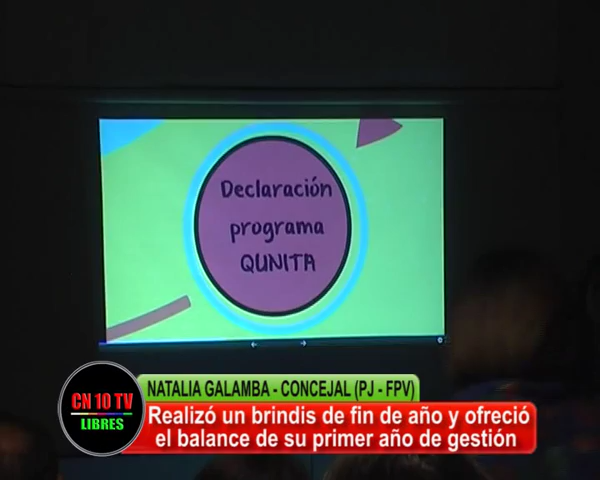 Declaración
programa
QUNITA
CN 10 TV
LIBRES
NATALIA GALAMBA - CONCEJAL (PJ - FPV)
Realizó un brindis de fin de año y ofreció
el balance de su primer año de gestión